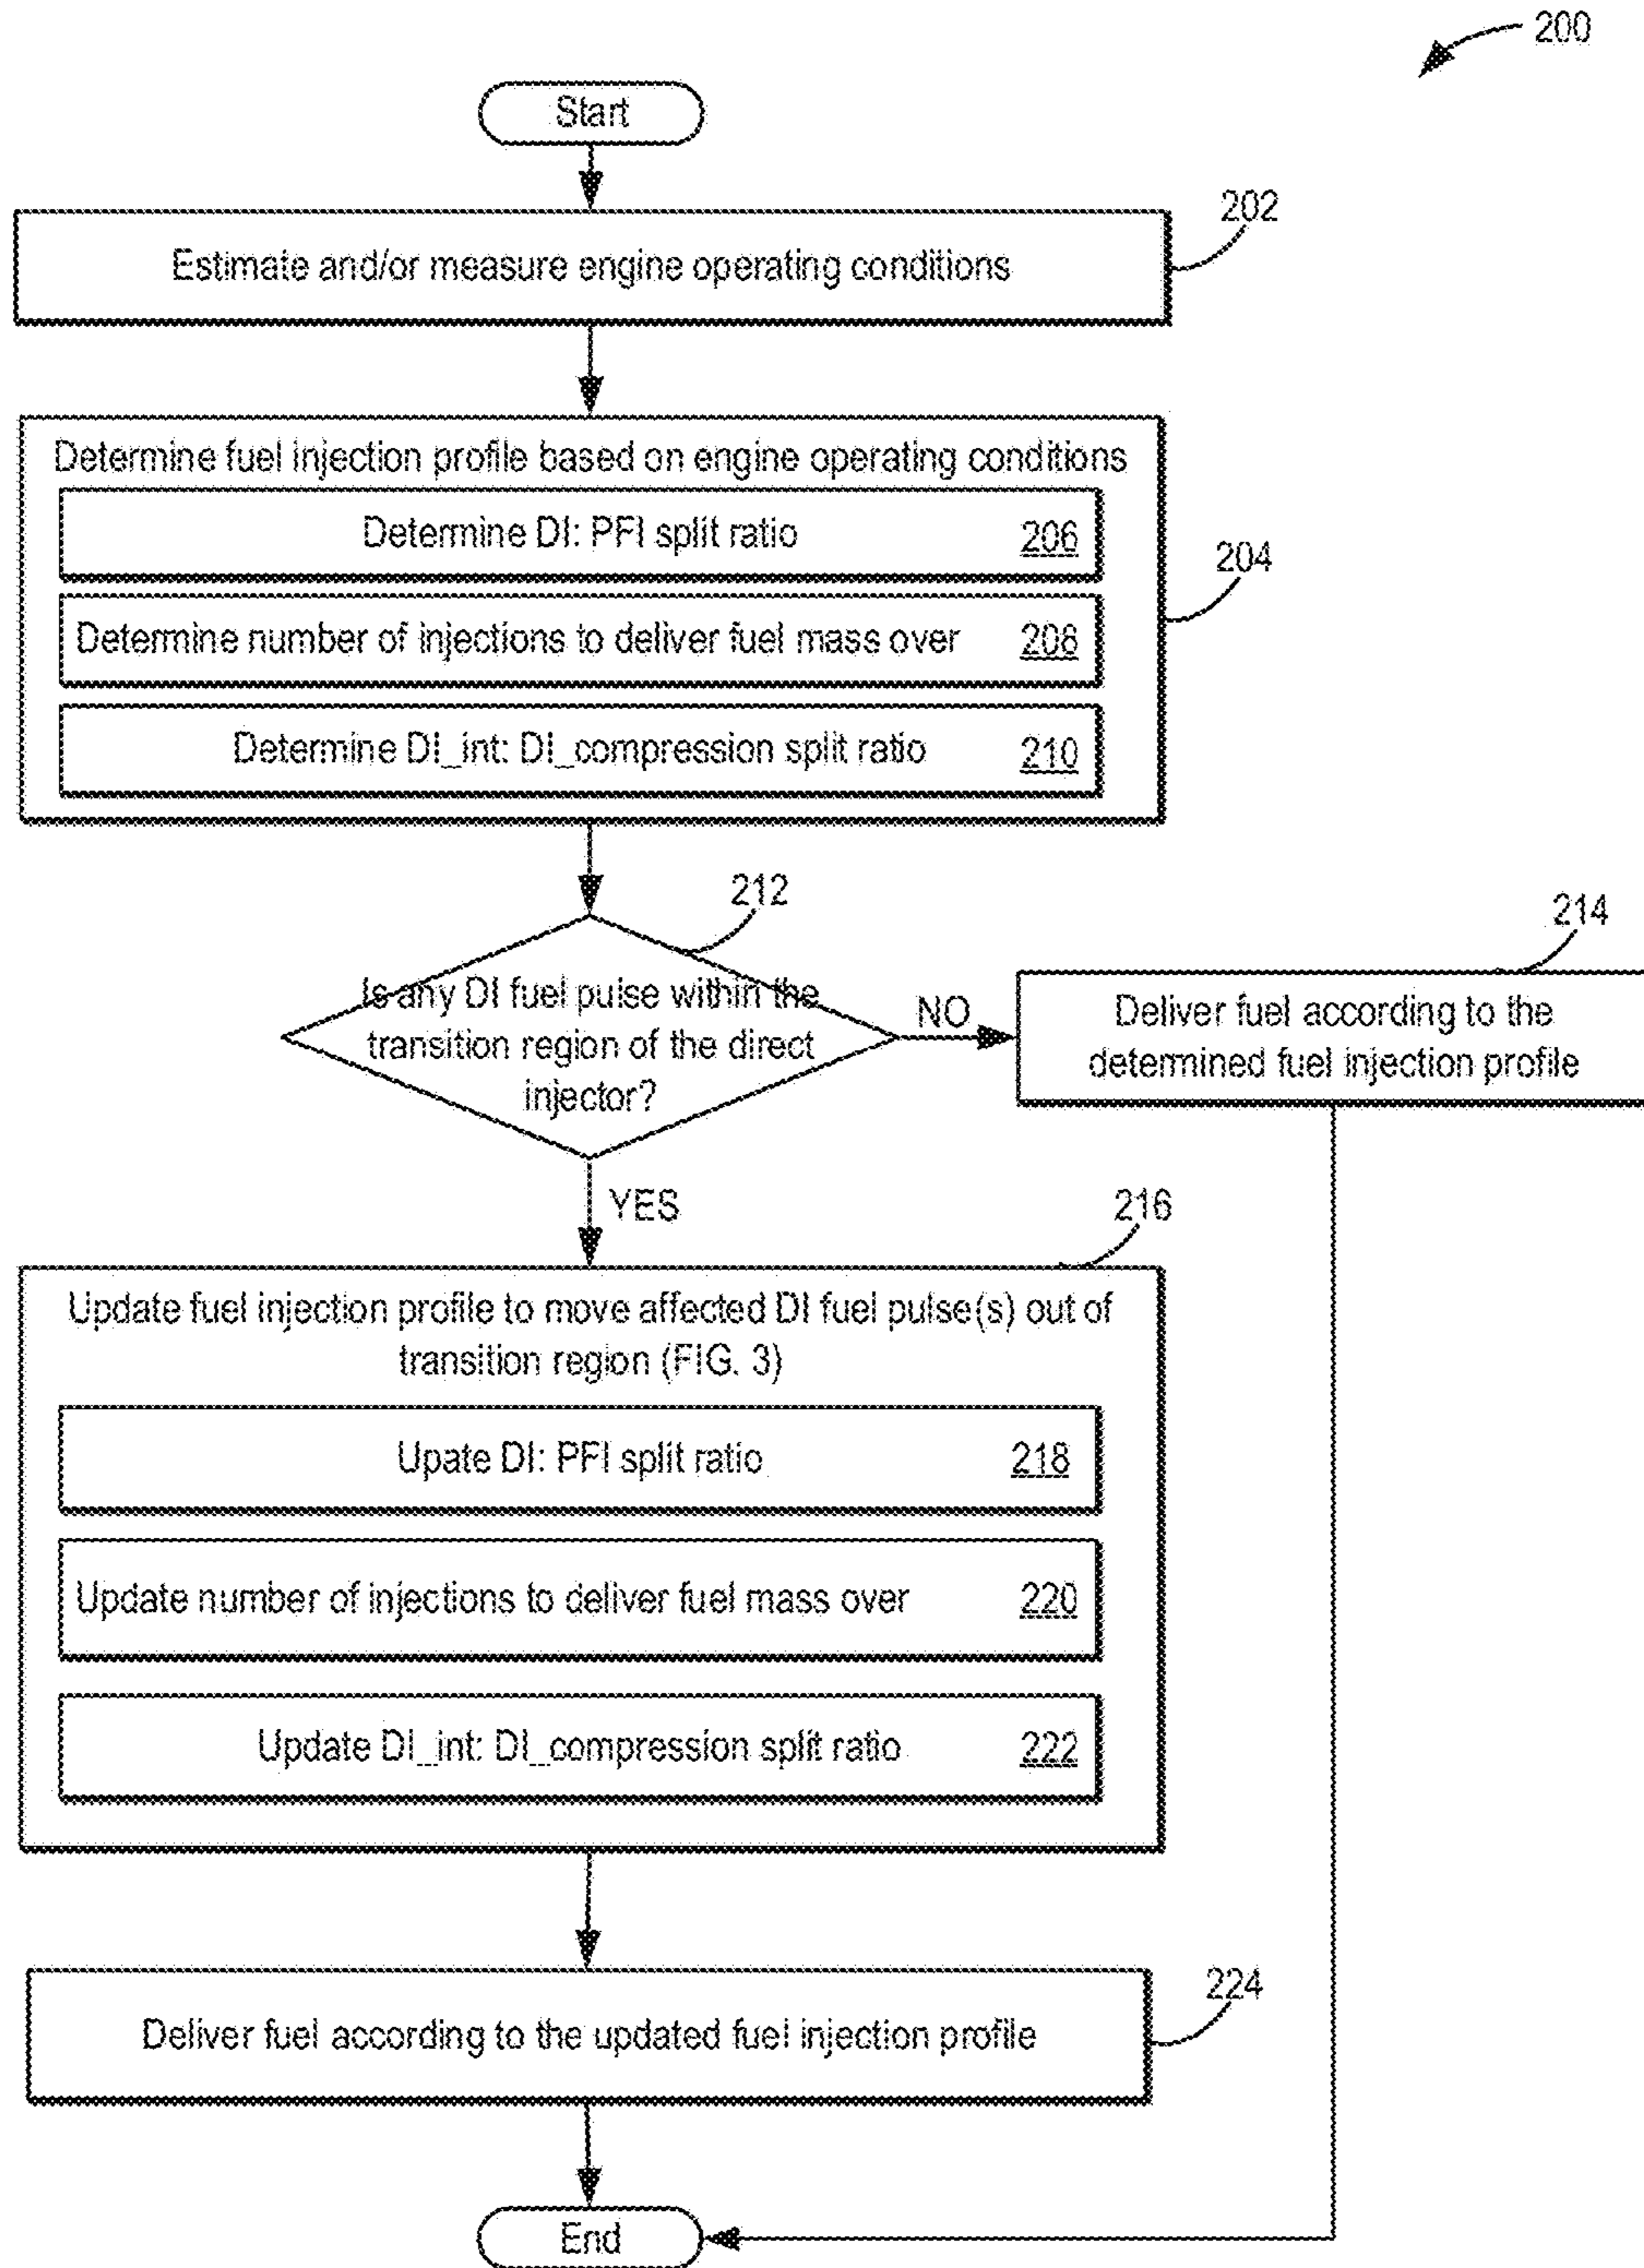 200
Start
202
Estimate and/or measure engine operating conditions
Determine fuel injection profile based on engine operating conditions
Determine DI: PFI split ratio 206
204
Determine number of injections to deliver fuel mass over 208
Determine DI_int: DI_compression split ratio 210
212
214
Is any DI fuel pulse within the
transition region of the direct
injector?
NO
Deliver fuel according to the
determined fuel injection profile
YES
216
Update fuel injection profile to move affected DI fuel pulse(s) out of
transition region (FIG. 3)
Upate DI: PFI split ratio 218
Update number of injections to deliver fuel mass over 220
Update DI_int: DI_compression split ratio 222
224
Deliver fuel according to the updated fuel injection profile
End